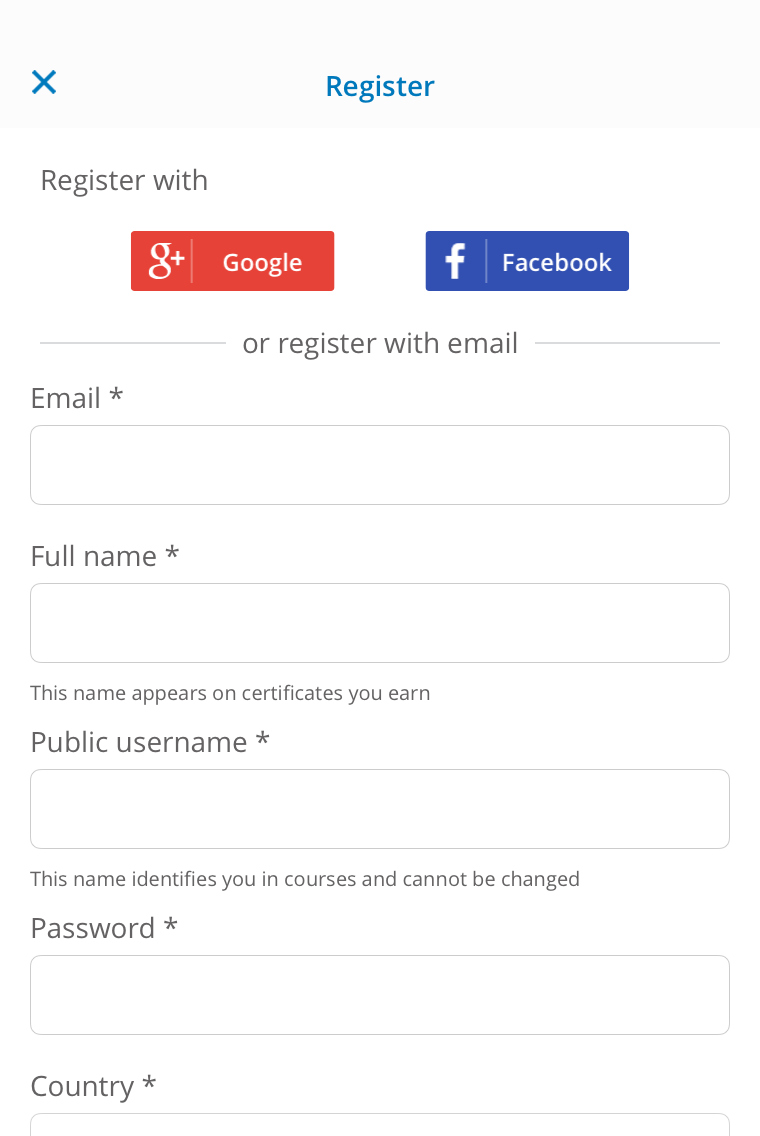 Register
Register with
g+ Google
f Facebook
or register with email
Email *
Full name *
This name appears on certificates you earn
Public username *
This name identifies you in courses and cannot be changed
Password *
Country *